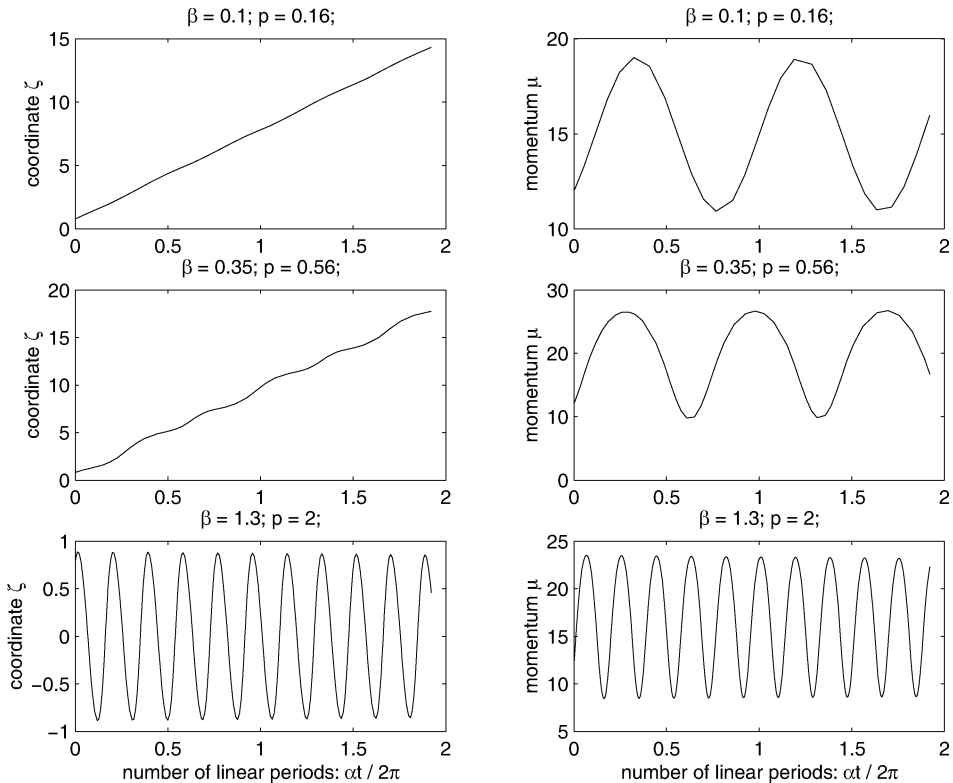 β = 0.1; p = 0.16;
coordinate ζ
15
10
5
0
0 0.5 1 1.5 2
β = 0.1; p = 0.16;
momentum μ
20
15
10
0 0.5 1 1.5 2
β = 0.35; p = 0.56;
coordinate ζ
20
15
10
5
0
0 0.5 1 1.5 2
β = 0.35; p = 0.56;
momentum μ
30
20
10
0
0 0.5 1 1.5 2
β = 1.3; p = 2;
coordinate ζ
1
0.5
0
−0.5
−1
0 0.5 1 1.5 2
number of linear periods: αt / 2π
β = 1.3; p = 2;
momentum μ
25
20
15
10
5
0 0.5 1 1.5 2
number of linear periods: αt / 2π